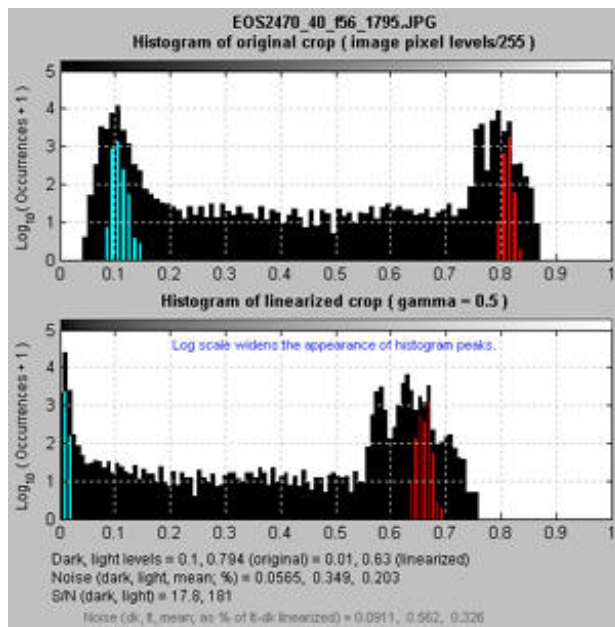 EOS2470_40_f56_1795.JPG
Histogram of original crop ( image pixel levels/255 )
5
4
3
2
1
0
Log10 ( Occurrences + 1 )
0 0.1 0.2 0.3 0.4 0.5 0.6 0.7 0.8 0.9 1
Histogram of linearized crop ( gamma = 0.5 )
Log scale widens the appearance of histogram peaks.
5
4
3
2
1
0
Log10 ( Occurrences + 1 )
0 0.1 0.2 0.3 0.4 0.5 0.6 0.7 0.8 0.9 1
Dark, light levels = 0.1, 0.794 (original) = 0.01, 0.63 (linearized)
Noise (dark, light, mean; %) = 0.0565, 0.349, 0.203
S/N (dark, light) = 17.8, 181
Noise (dk, lt, mean; as % of lt-dk linearized) = 0.0911, 0.562, 0.326